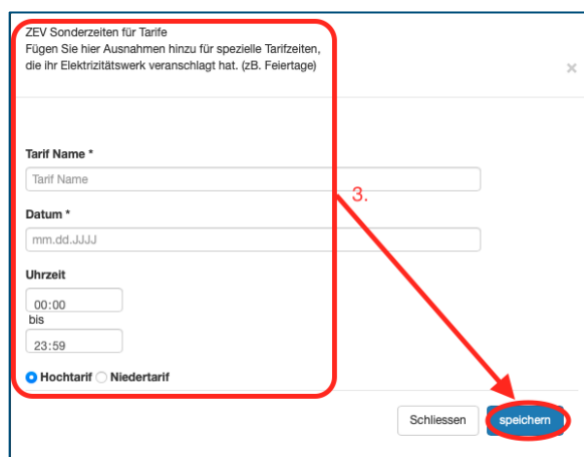 ZEV Sonderzeiten für Tarife
Fügen Sie hier Ausnahmen hinzu für spezielle Tarifzeiten,
die ihr Elektrizitätswerk veranschlagt hat. (zB. Feiertage)
×
Tarif Name *
Tarif Name
3.
Datum *
mm.dd.JJJJ
Uhrzeit
00:00
bis
23:59
Hochtarif Niedertarif
Schliessen speichern